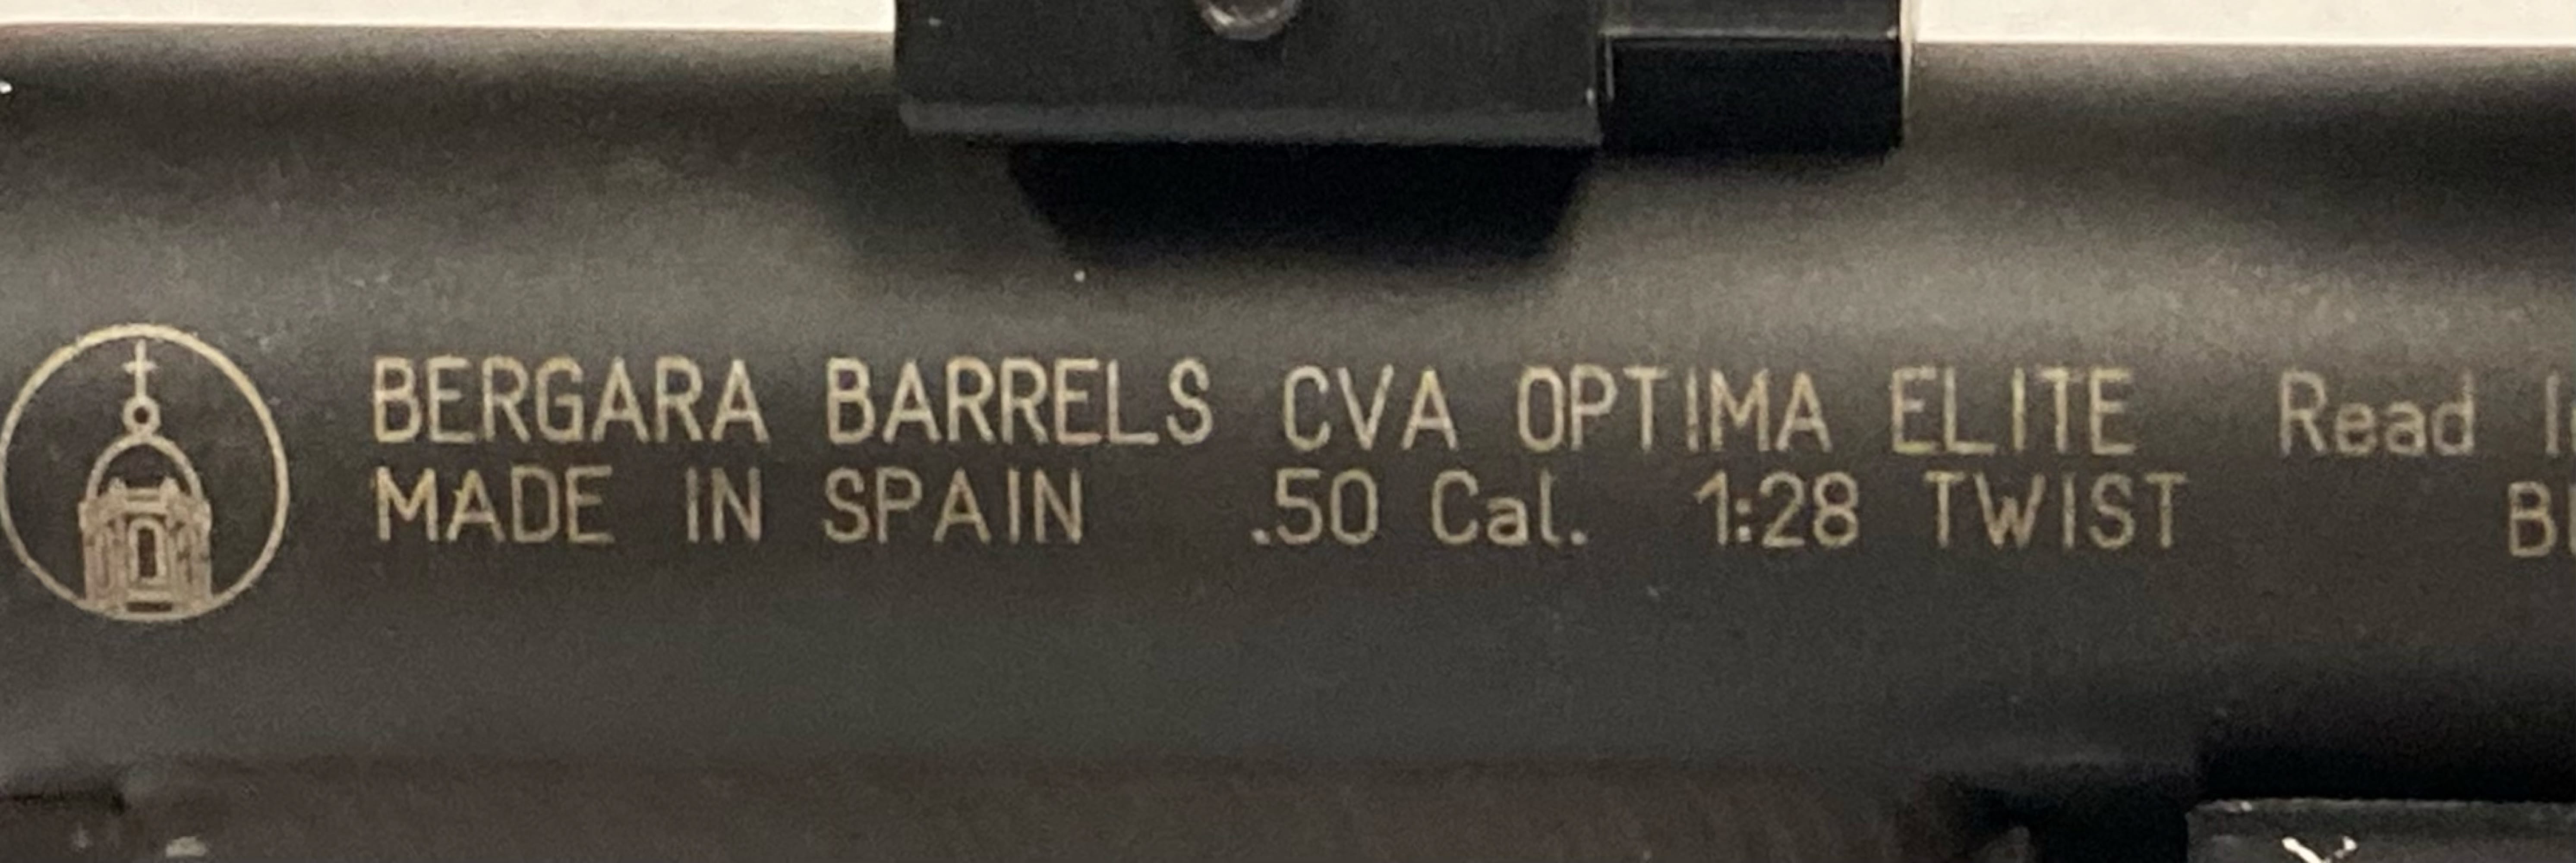 BERGARA BARRELS CVA OPTIMA ELITE Read
MADE IN SPAIN .50 Cal. 1:28 TWIST